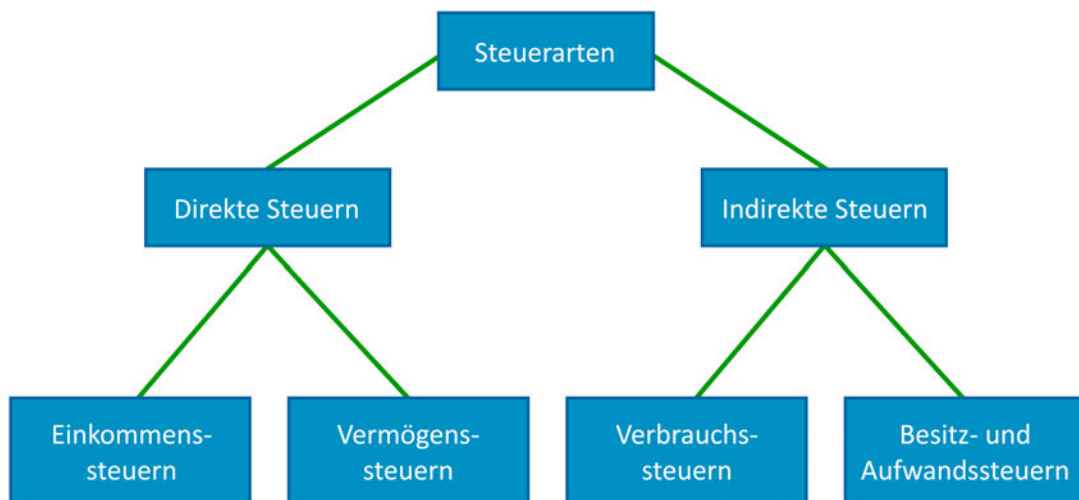 Steuerarten
Direkte Steuern
Indirekte Steuern
Einkommens-
steuern
Vermögens-
steuern
Verbrauchs-
steuern
Besitz- und
Aufwandssteuern